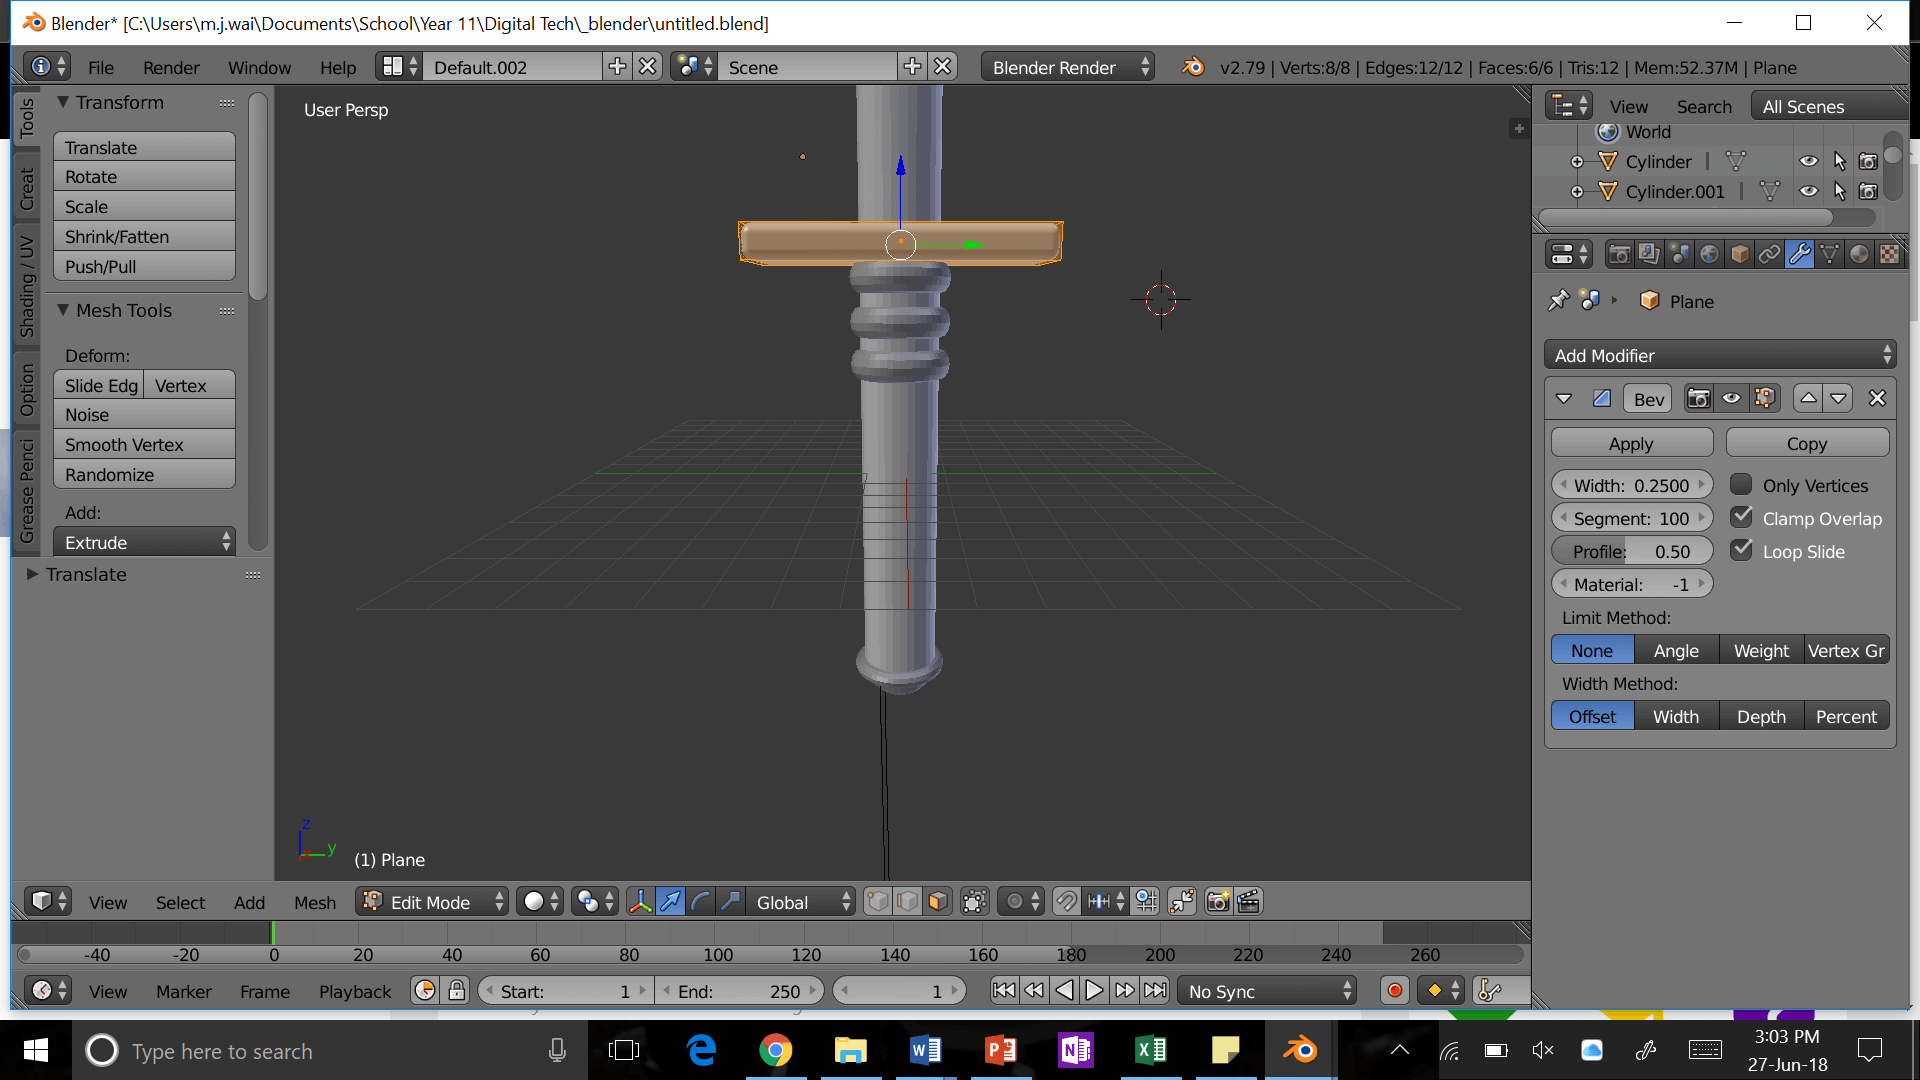 Blender* [C:\Users\m.j.wai\Documents\School\Year 11\Digital Tech\_blender\untitled.blend]
File Render Window Help Default.002 Scene Blender Render v2.79 | Verts:8/8 | Edges:12/12 | Faces:6/6 | Tris:12 | Mem:52.37M | Plane
Tools
Creat
Shading / UV
Option
Grease Penci
Transform
Translate
Rotate
Scale
Shrink/Fatten
Push/Pull
Mesh Tools
Deform:
Slide Edg Vertex
Noise
Smooth Vertex
Randomize
Add:
Extrude
Translate
User Persp
z
x
y
(1) Plane
View Search All Scenes
World
Cylinder
Cylinder.001
Plane
Add Modifier
Bev
Apply Copy
Width: 0.2500 Only Vertices
Segment: 100 Clamp Overlap
Profile: 0.50 Loop Slide
Material: -1
Limit Method:
None Angle Weight Vertex Gr
Width Method:
Offset Width Depth Percent
View Select Add Mesh Edit Mode Global
-40 -20 0 20 40 60 80 100 120 140 160 180 200 220 240 260
View Marker Frame Playback Start: 1 End: 250 1 No Sync
Type here to search
3:03 PM
27-Jun-18